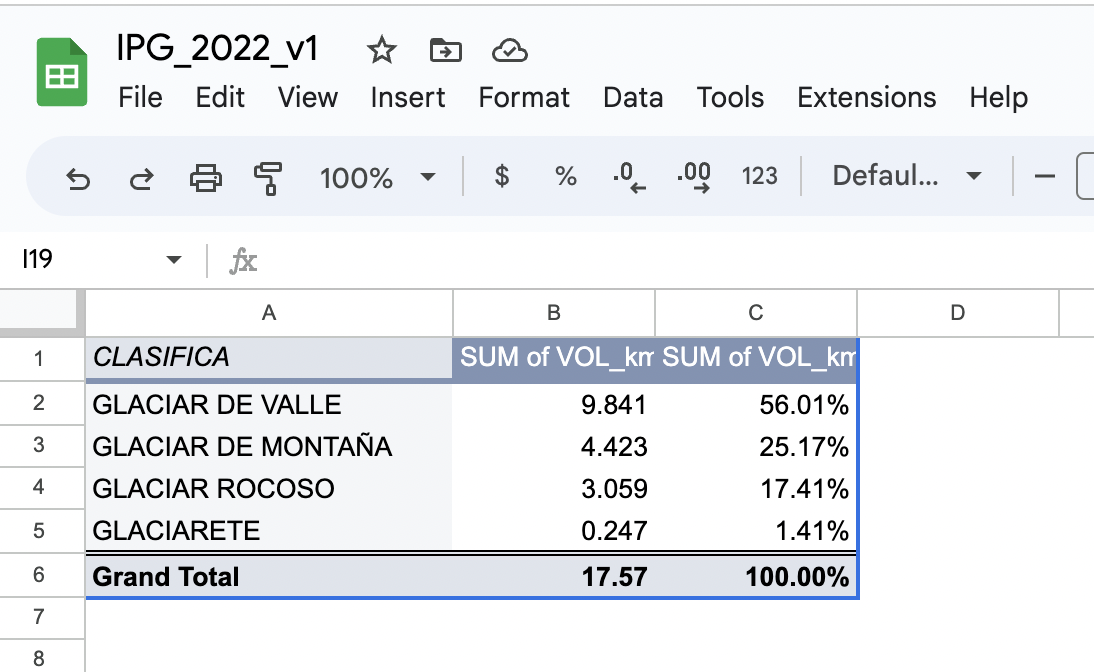 IPG_2022_v1
File Edit View Insert Format Data Tools Extensions Help
100% $ % .0 .00 123 Defaul...
I19 fx
A B C D
1 CLASIFICA SUM of VOL_km SUM of VOL_km
2 GLACIAR DE VALLE 9.841 56.01%
3 GLACIAR DE MONTAÑA 4.423 25.17%
4 GLACIAR ROCOSO 3.059 17.41%
5 GLACIARETE 0.247 1.41%
6 Grand Total 17.57 100.00%
7
8